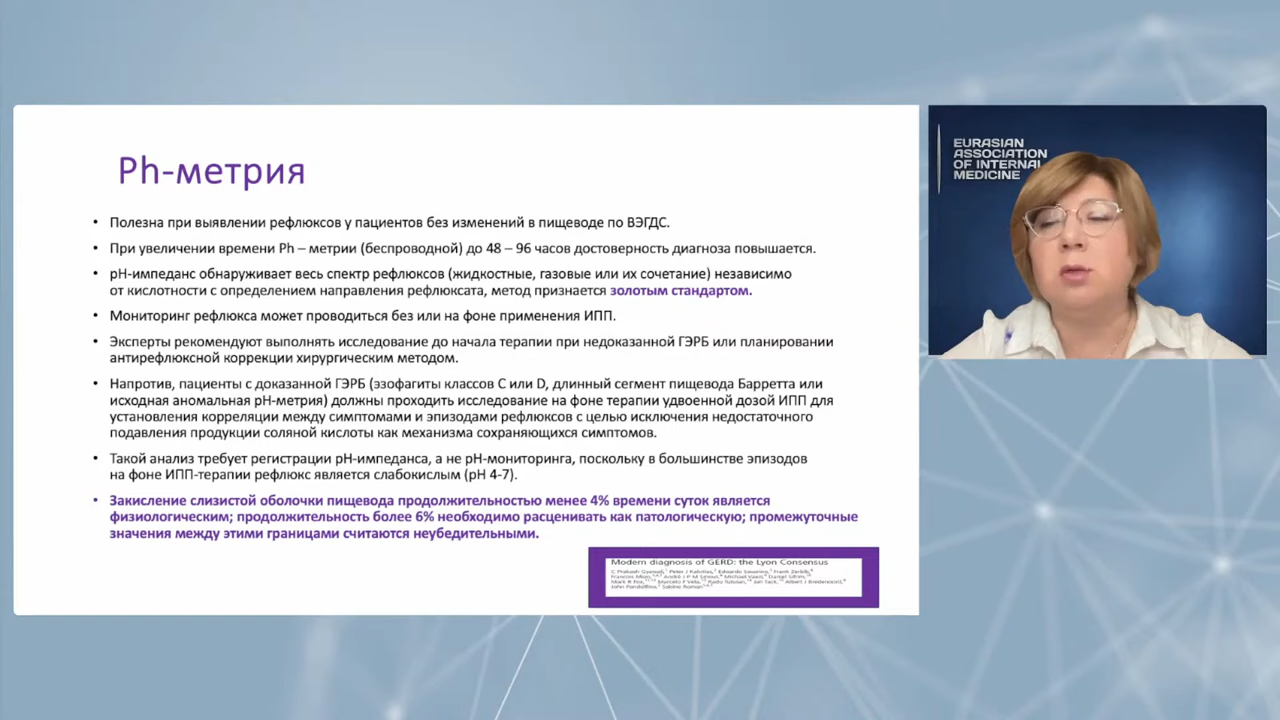 Ph-метрия
• Полезна при выявлении рефлюксов у пациентов без изменений в пищеводе по ВЭГДС.
• При увеличении времени Ph – метрии (беспроводной) до 48 – 96 часов достоверность диагноза повышается.
• pH-импеданс обнаруживает весь спектр рефлюксов (жидкостные, газовые или их сочетание) независимо
от кислотности с определением направления рефлюксата, метод признается золотым стандартом.
• Мониторинг рефлюкса может проводиться без или на фоне применения ИПП.
• Эксперты рекомендуют выполнять исследование до начала терапии при недоказанной ГЭРБ или планировании
антирефлюксной коррекции хирургическим методом.
• Напротив, пациенты с доказанной ГЭРБ (эзофагиты классов C или D, длинный сегмент пищевода Барретта или
исходная аномальная pH-метрия) должны проходить исследование на фоне терапии удвоенной дозой ИПП для
установления корреляции между симптомами и эпизодами рефлюксов с целью исключения недостаточного
подавления продукции соляной кислоты как механизма сохраняющихся симптомов.
• Такой анализ требует регистрации pH-импеданса, а не pH-мониторинга, поскольку в большинстве эпизодов
на фоне ИПП-терапии рефлюкс является слабокислым (pH 4-7).
• Закисление слизистой оболочки пищевода продолжительностью менее 4% времени суток является
физиологическим; продолжительность более 6% необходимо расценивать как патологическую; промежуточные
значения между этими границами считаются неубедительными.
Modern diagnosis of GERD: the Lyon Consensus
EURASIAN
ASSOCIATION
OF INTERNAL
MEDICINE